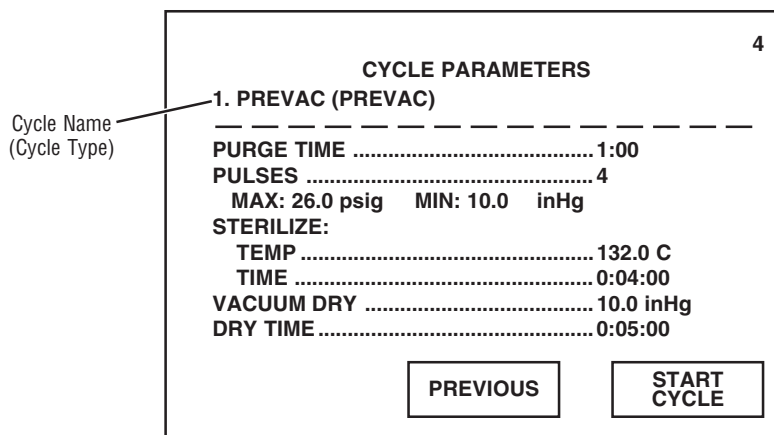 4
CYCLE PARAMETERS
1. PREVAC (PREVAC)
Cycle Name
(Cycle Type)
PURGE TIME ..........................................1:00
PULSES ..................................................4
MAX: 26.0 psig MIN: 10.0 inHg
STERILIZE:
TEMP ...................................................132.0 C
TIME ....................................................0:04:00
VACUUM DRY ........................................10.0 inHg
DRY TIME................................................0:05:00
PREVIOUS
START
CYCLE